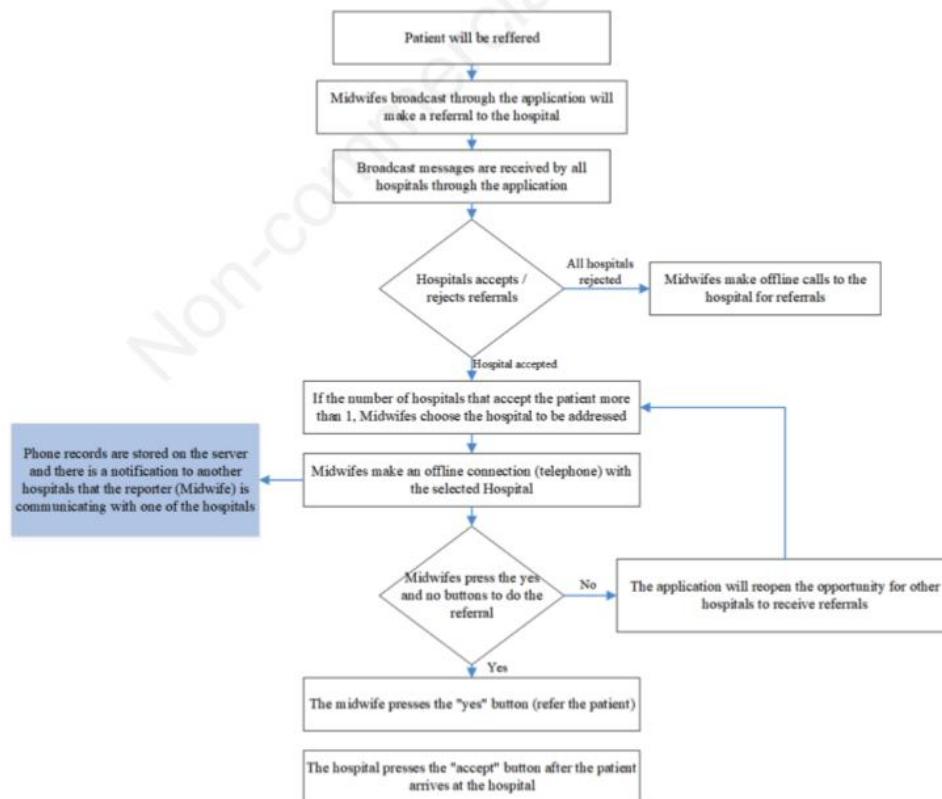 Patient will be reffered
Midwifes broadcast through the application will
make a referral to the hospital
Broadcast messages are received by all
hospitals through the application
Hospitals accepts /
rejects referrals
All hospitals
rejected
Midwifes make offline calls to the
hospital for referrals
Hospital accepted
If the number of hospitals that accept the patient more
than 1, Midwifes choose the hospital to be addressed
Phone records are stored on the server
and there is a notification to another
hospitals that the reporter (Midwife) is
communicating with one of the hospitals
Midwifes make an offline connection (telephone) with
the selected Hospital
Midwifes press the yes
and no buttons to do the
referral
No
The application will reopen the opportunity for other
hospitals to receive referrals
Yes
The midwife presses the "yes" button (refer the patient)
The hospital presses the "accept" button after the patient
arrives at the hospital